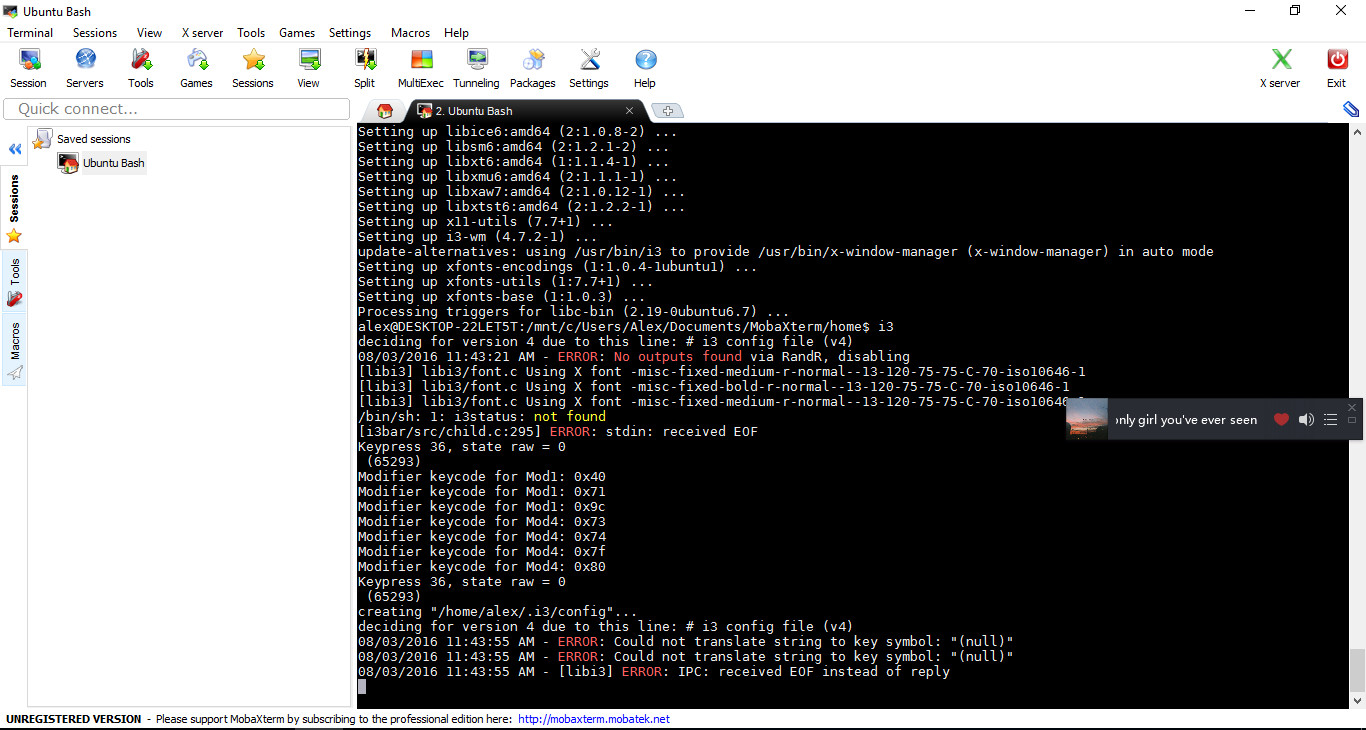 Ubuntu Bash
Terminal Sessions View X server Tools Games Settings Macros Help
Session Servers Tools Games Sessions View Split MultiExec Tunneling Packages Settings Help X server Exit
Quick connect...
2. Ubuntu Bash
Saved sessions
Ubuntu Bash
Sessions
Tools
Macros
Setting up libice6:amd64 (2:1.0.8-2) ...
Setting up libsm6:amd64 (2:1.2.1-2) ...
Setting up libxt6:amd64 (1:1.1.4-1) ...
Setting up libxmu6:amd64 (2:1.1.1-1) ...
Setting up libxaw7:amd64 (2:1.0.12-1) ...
Setting up libxtst6:amd64 (2:1.2.2-1) ...
Setting up x11-utils (7.7+1) ...
Setting up i3-wm (4.7.2-1) ...
update-alternatives: using /usr/bin/i3 to provide /usr/bin/x-window-manager (x-window-manager) in auto mode
Setting up xfonts-encodings (1:1.0.4-1ubuntu1) ...
Setting up xfonts-utils (1:7.7+1) ...
Setting up xfonts-base (1:1.0.3) ...
Processing triggers for libc-bin (2.19-0ubuntu6.7) ...
alex@DESKTOP-22LET5T:/mnt/c/Users/Alex/Documents/MobaXterm/home$ i3
deciding for version 4 due to this line: # i3 config file (v4)
08/03/2016 11:43:21 AM - ERROR: No outputs found via RandR, disabling
[libi3] libi3/font.c Using X font -misc-fixed-medium-r-normal--13-120-75-75-C-70-iso10646-1
[libi3] libi3/font.c Using X font -misc-fixed-bold-r-normal--13-120-75-75-C-70-iso10646-1
[libi3] libi3/font.c Using X font -misc-fixed-medium-r-normal--13-120-75-75-C-70-iso10646-1
/bin/sh: 1: i3status: not found
only girl you've ever seen
[i3bar/src/child.c:295] ERROR: stdin: received EOF
Keypress 36, state raw = 0
(65293)
Modifier keycode for Mod1: 0x40
Modifier keycode for Mod1: 0x71
Modifier keycode for Mod1: 0x9c
Modifier keycode for Mod4: 0x73
Modifier keycode for Mod4: 0x74
Modifier keycode for Mod4: 0x7f
Modifier keycode for Mod4: 0x80
Keypress 36, state raw = 0
(65293)
creating "/home/alex/.i3/config"...
deciding for version 4 due to this line: # i3 config file (v4)
08/03/2016 11:43:55 AM - ERROR: Could not translate string to key symbol: "(null)"
08/03/2016 11:43:55 AM - ERROR: Could not translate string to key symbol: "(null)"
08/03/2016 11:43:55 AM - [libi3] ERROR: IPC: received EOF instead of reply
UNREGISTERED VERSION - Please support MobaXterm by subscribing to the professional edition here: http://mobaxterm.mobatek.net